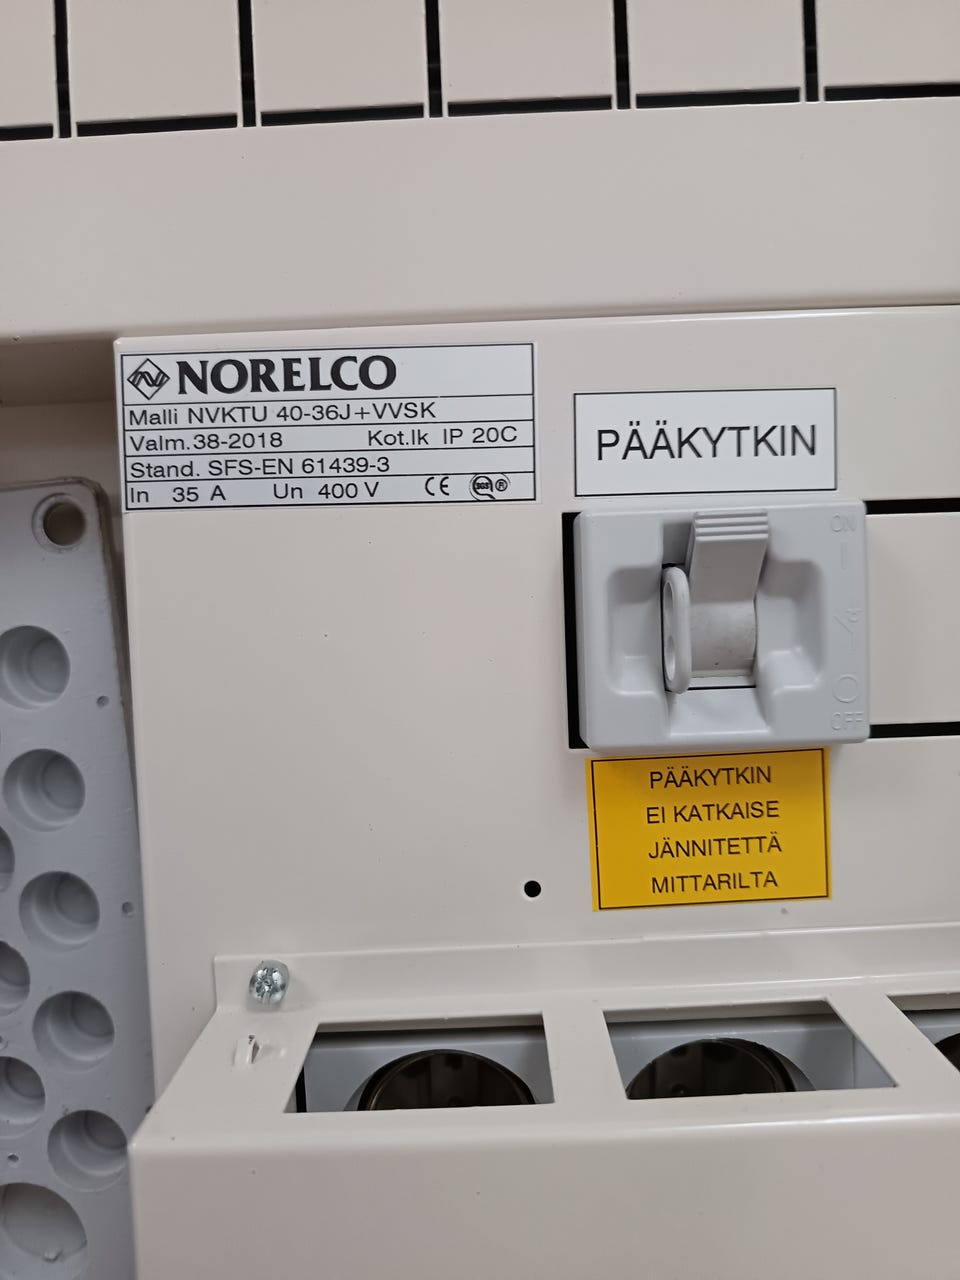 NORELCO
Malli NVKTU 40-36J+VVSK
Valm.38-2018 Kot.lk IP 20C
Stand. SFS-EN 61439-3
In 35 A Un 400 V CE SGS ®
PÄÄKYTKIN
ON
OFF
PÄÄKYTKIN
EI KATKAISE
JÄNNITETTÄ
MITTARILTA